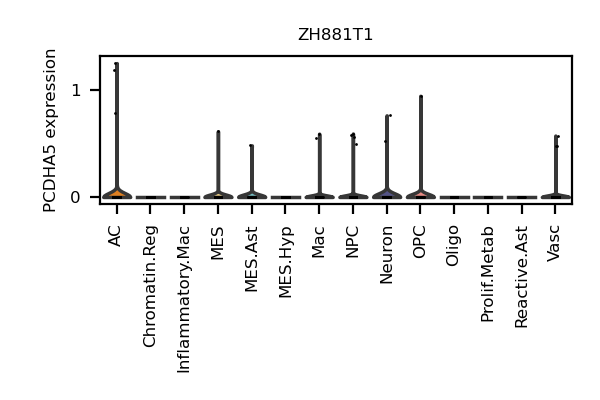 ZH881T1
PCDHA5 expression
1
0
AC
Chromatin.Reg
Inflammatory.Mac
MES
MES.Ast
MES.Hyp
Mac
NPC
Neuron
OPC
Oligo
Prolif.Metab
Reactive.Ast
Vasc